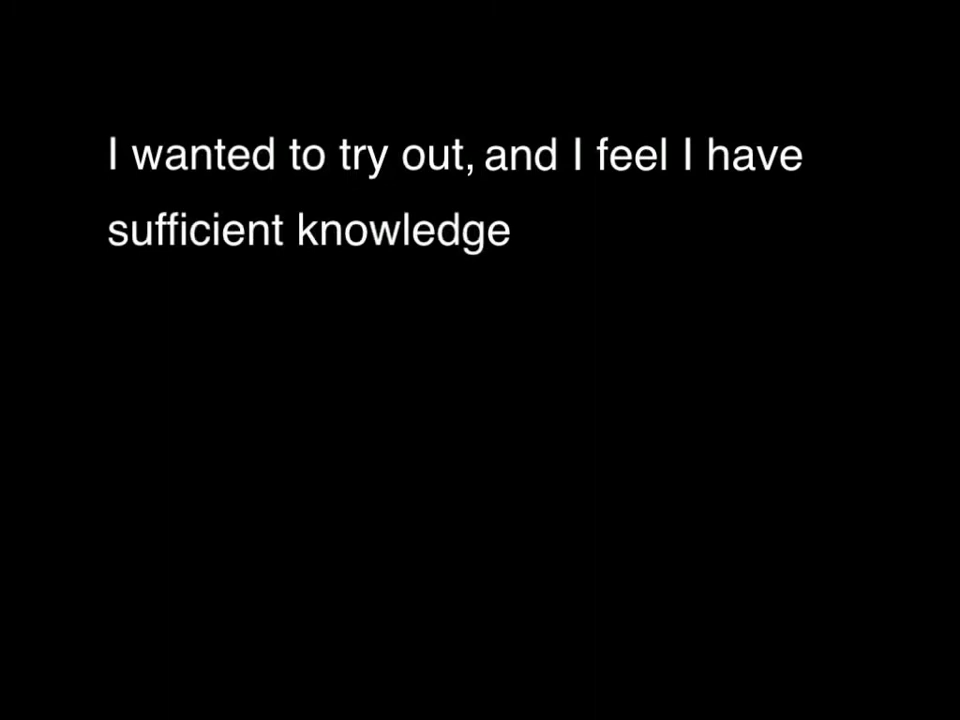 I wanted to try out, and I feel I have
sufficient knowledge